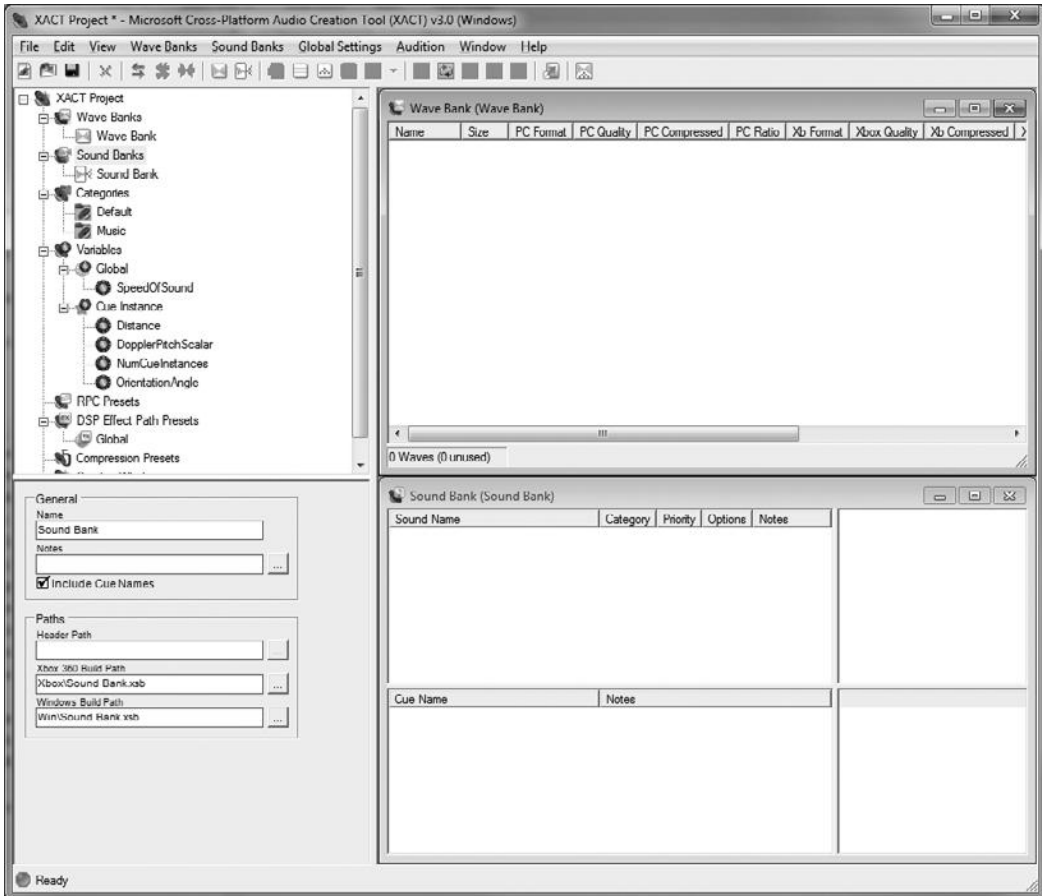 XACT Project * - Microsoft Cross-Platform Audio Creation Tool (XACT) v3.0 (Windows)
File Edit View Wave Banks Sound Banks Global Settings Audition Window Help
XACT Project
Wave Banks
Wave Bank
Sound Banks
Sound Bank
Categories
Default
Music
Variables
Global
SpeedOfSound
Cue Instance
Distance
DopplerPitchScalar
NumCueInstances
OrientationAngle
RPC Presets
DSP Effect Path Presets
Global
Compression Presets
Wave Bank (Wave Bank)
Name Size PC Format PC Quality PC Compressed PC Ratio Xb Format Xbox Quality Xb Compressed X
0 Waves (0 unused)
General
Name
Sound Bank
Notes
...
Include Cue Names
Paths
Header Path
...
Xbox 360 Build Path
Xbox\Sound Bank.xsb
...
Windows Build Path
Win\Sound Bank.xsb
...
Sound Bank (Sound Bank)
Sound Name Category Priority Options Notes
Cue Name Notes
Ready